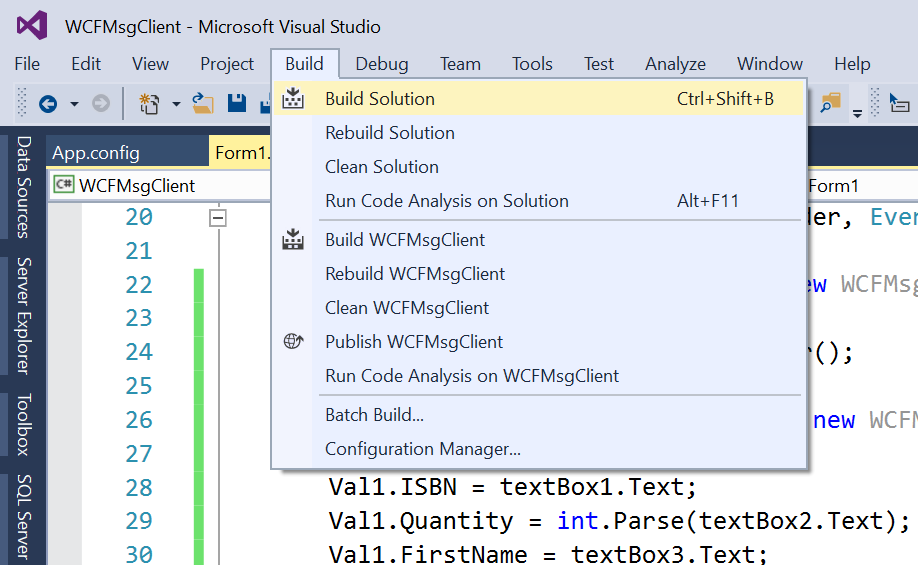 WCFMsgClient - Microsoft Visual Studio
File Edit View Project Build Debug Team Tools Test Analyze Window Help
Build Solution Ctrl+Shift+B
Rebuild Solution
Clean Solution
Run Code Analysis on Solution Alt+F11
Build WCFMsgClient
Rebuild WCFMsgClient
Clean WCFMsgClient
Publish WCFMsgClient
Run Code Analysis on WCFMsgClient
Batch Build...
Configuration Manager...
Data Sources
Server Explorer
Toolbox
SQL Server
App.config Form1.
C# WCFMsgClient Form1
20 der, Ever
21
22 ew WCFMsg
23
24 r();
25
26 new WCFM
27
28 Val1.ISBN = textBox1.Text;
29 Val1.Quantity = int.Parse(textBox2.Text);
30 Val1.FirstName = textBox3.Text;